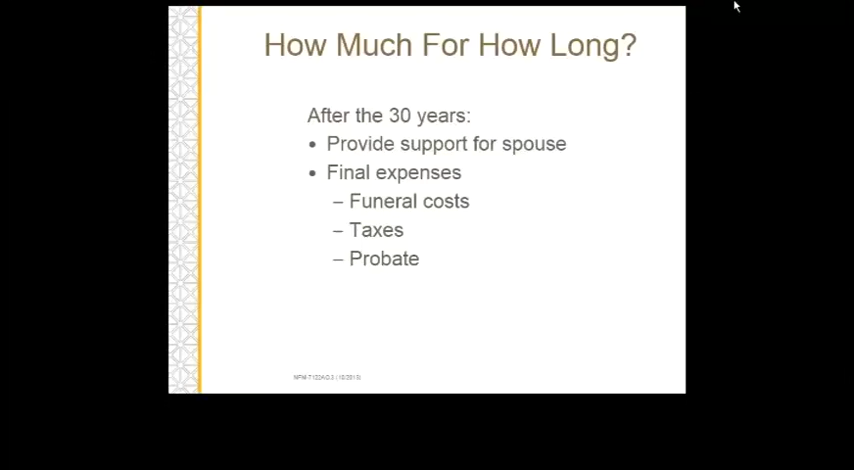 How Much For How Long?
After the 30 years:
• Provide support for spouse
• Final expenses
– Funeral costs
– Taxes
– Probate